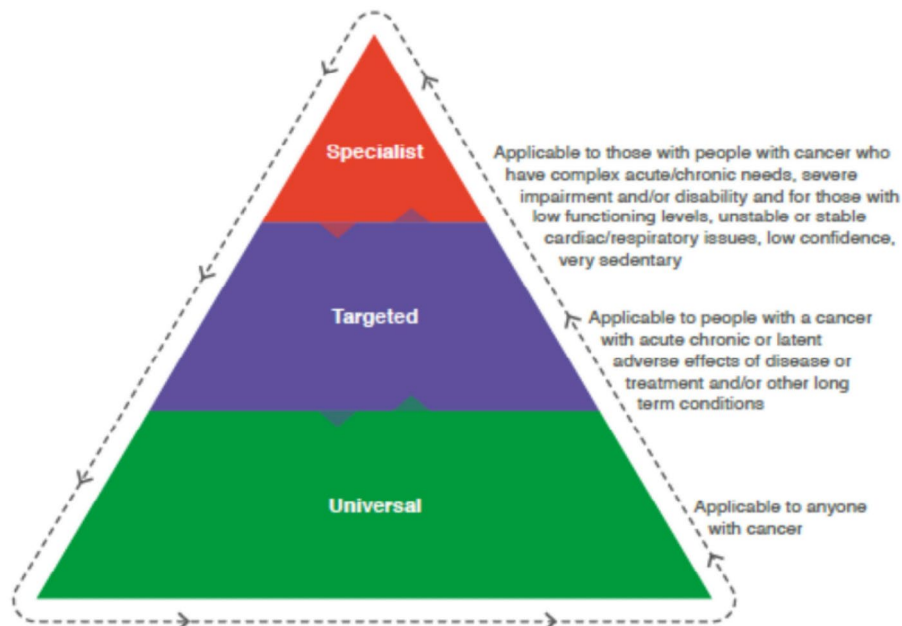 Specialist
Applicable to those with people with cancer who
have complex acute/chronic needs, severe
impairment and/or disability and for those with
low functioning levels, unstable or stable
cardiac/respiratory issues, low confidence,
very sedentary
Targeted
Applicable to people with a cancer
with acute chronic or latent
adverse effects of disease or
treatment and/or other long
term conditions
Universal
Applicable to anyone
with cancer